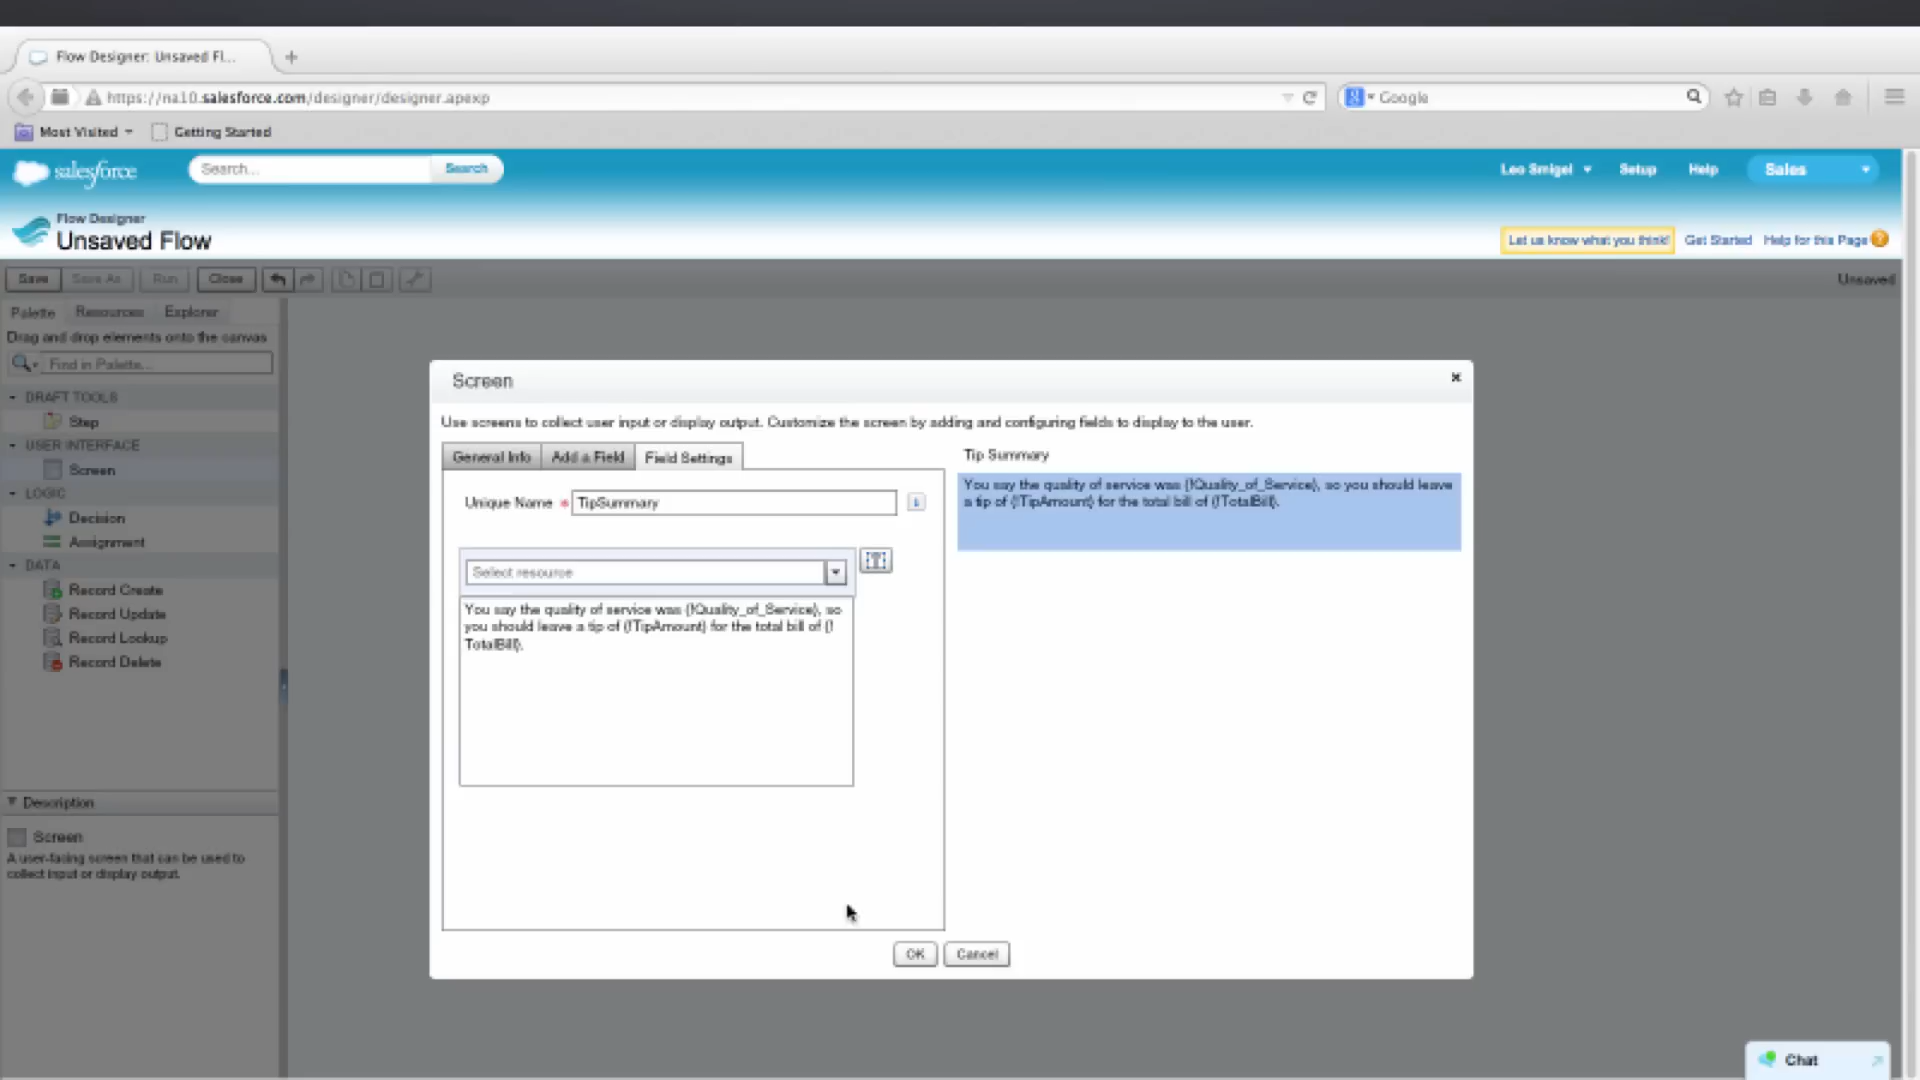 Flow Designer: Unsaved Fl...
https://na10.salesforce.com/designer/designer.apexp
Google
Most Visited
Getting Started
salesforce
Search...
Search
Leo Smigel
Setup
Help
Sales
Flow Designer
Unsaved Flow
Let us know what you think!
Get Started
Help for this Page
Save
Save As
Run
Close
Unsaved
Palette
Resources
Explorer
Drag and drop elements onto the canvas
Find in Palette...
DRAFT TOOLS
Step
USER INTERFACE
Screen
LOGIC
Decision
Assignment
DATA
Record Create
Record Update
Record Lookup
Record Delete
Description
Screen
A user-facing screen that can be used to
collect input or display output.
Screen
Use screens to collect user input or display output. Customize the screen by adding and configuring fields to display to the user.
General Info
Add a Field
Field Settings
Unique Name * TipSummary
Select resource
You say the quality of service was {!Quality_of_Service}, so
you should leave a tip of {!TipAmount} for the total bill of {!
TotalBill}.
Tip Summary
You say the quality of service was {!Quality_of_Service}, so you should leave
a tip of {!TipAmount} for the total bill of {!TotalBill}.
OK
Cancel
Chat